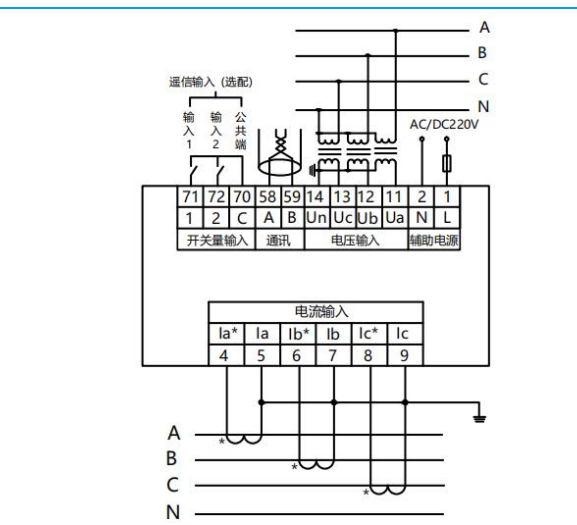 A
B
C
N
遥信输入 (选配)
输入1
输入2
公共端
AC/DC220V
71 72 70 58 59 14 13 12 11 2 1
1 2 C A B Un Uc Ub Ua N L
开关量输入 通讯 电压输入 辅助电源
电流输入
Ia* Ia Ib* Ib Ic* Ic
4 5 6 7 8 9
A
*
B
*
C
*
N